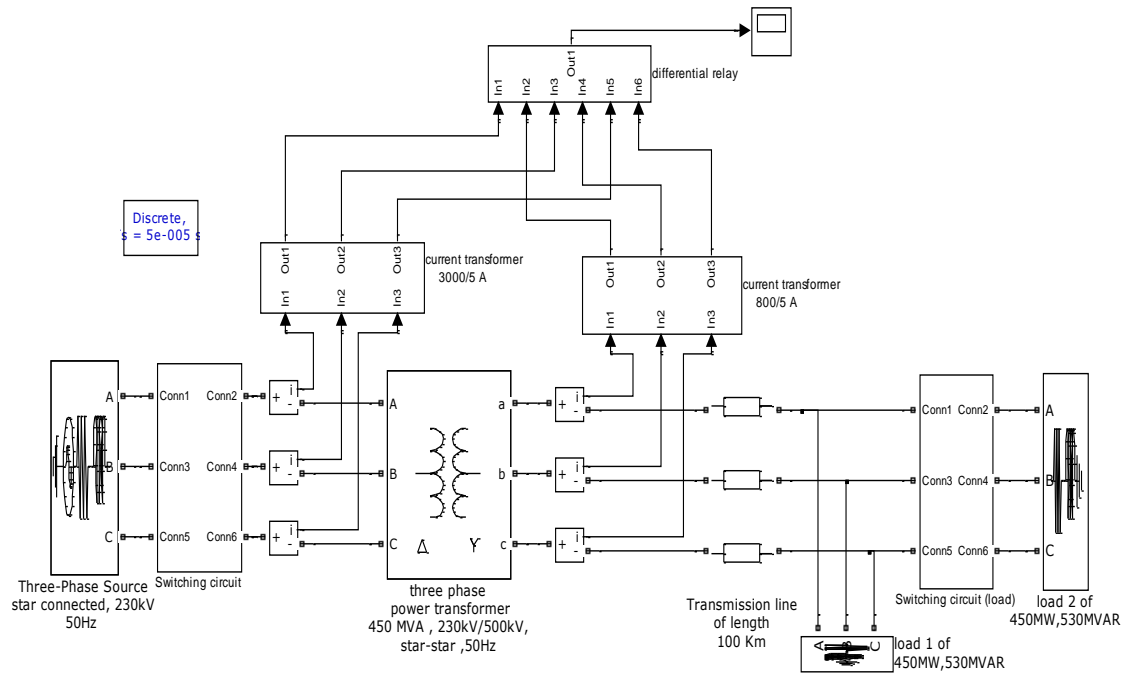 Out1
In1 In2 In3 In4 In5 In6
differential relay
Discrete,
s = 5e-005 s
Out1 Out2 Out3
In1 In2 In3
current transformer
3000/5 A
Out1 Out2 Out3
In1 In2 In3
current transformer
800/5 A
A Conn1 Conn2 + i - A a + i - Conn1 Conn2 A
B Conn3 Conn4 + i - B b + i - Conn3 Conn4 B
C Conn5 Conn6 + i - C c + i - Conn5 Conn6 C
Δ Y
Three-Phase Source
star connected, 230kV
50Hz
Switching circuit
three phase
power transformer
450 MVA , 230kV/500kV,
star-star ,50Hz
Transmission line
of length
100 Km
Switching circuit (load)
load 2 of
450MW,530MVAR
A B C
load 1 of
450MW,530MVAR